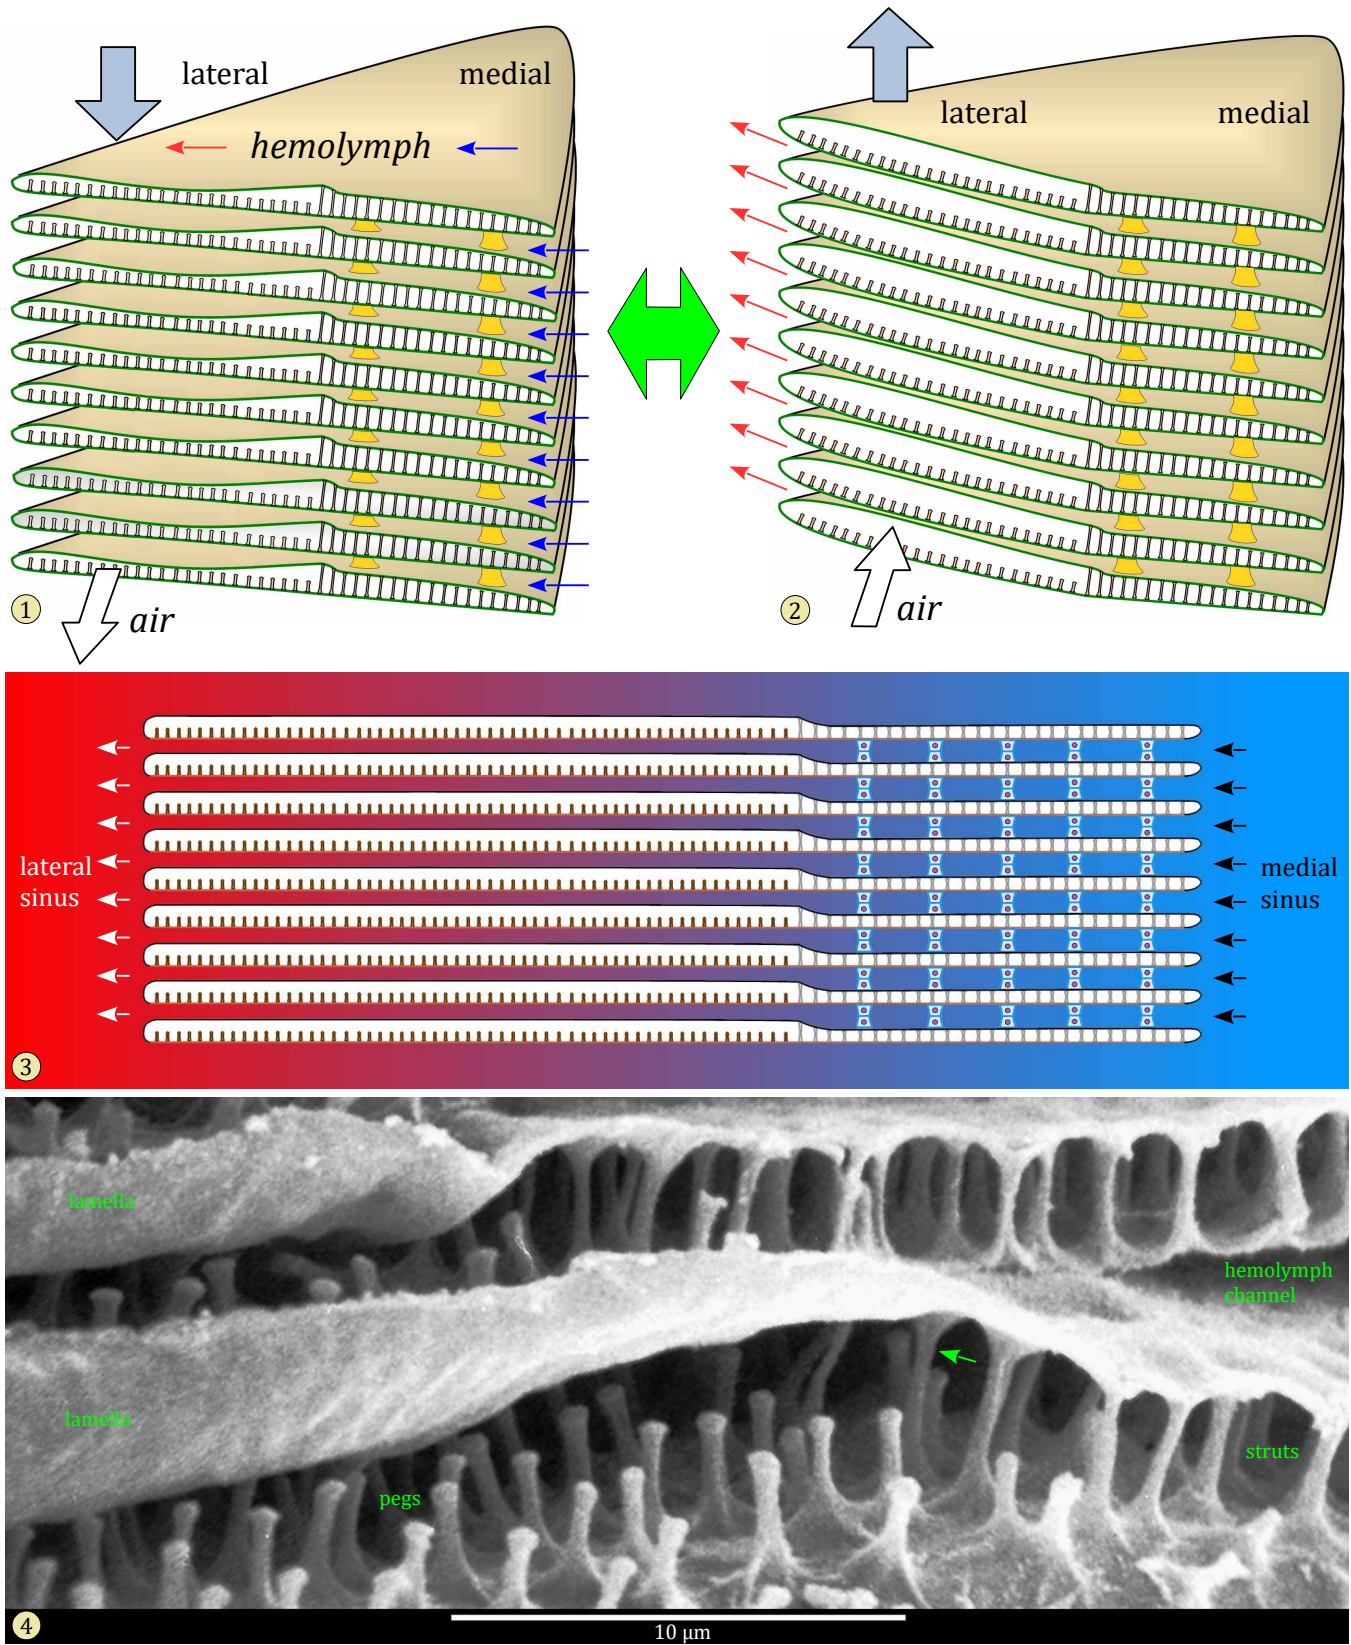 lateral
medial
hemolymph
air
1
lateral
medial
air
2
lateral
sinus
medial
sinus
3
lamella
lamella
hemolymph
channel
struts
pegs
4
10 µm